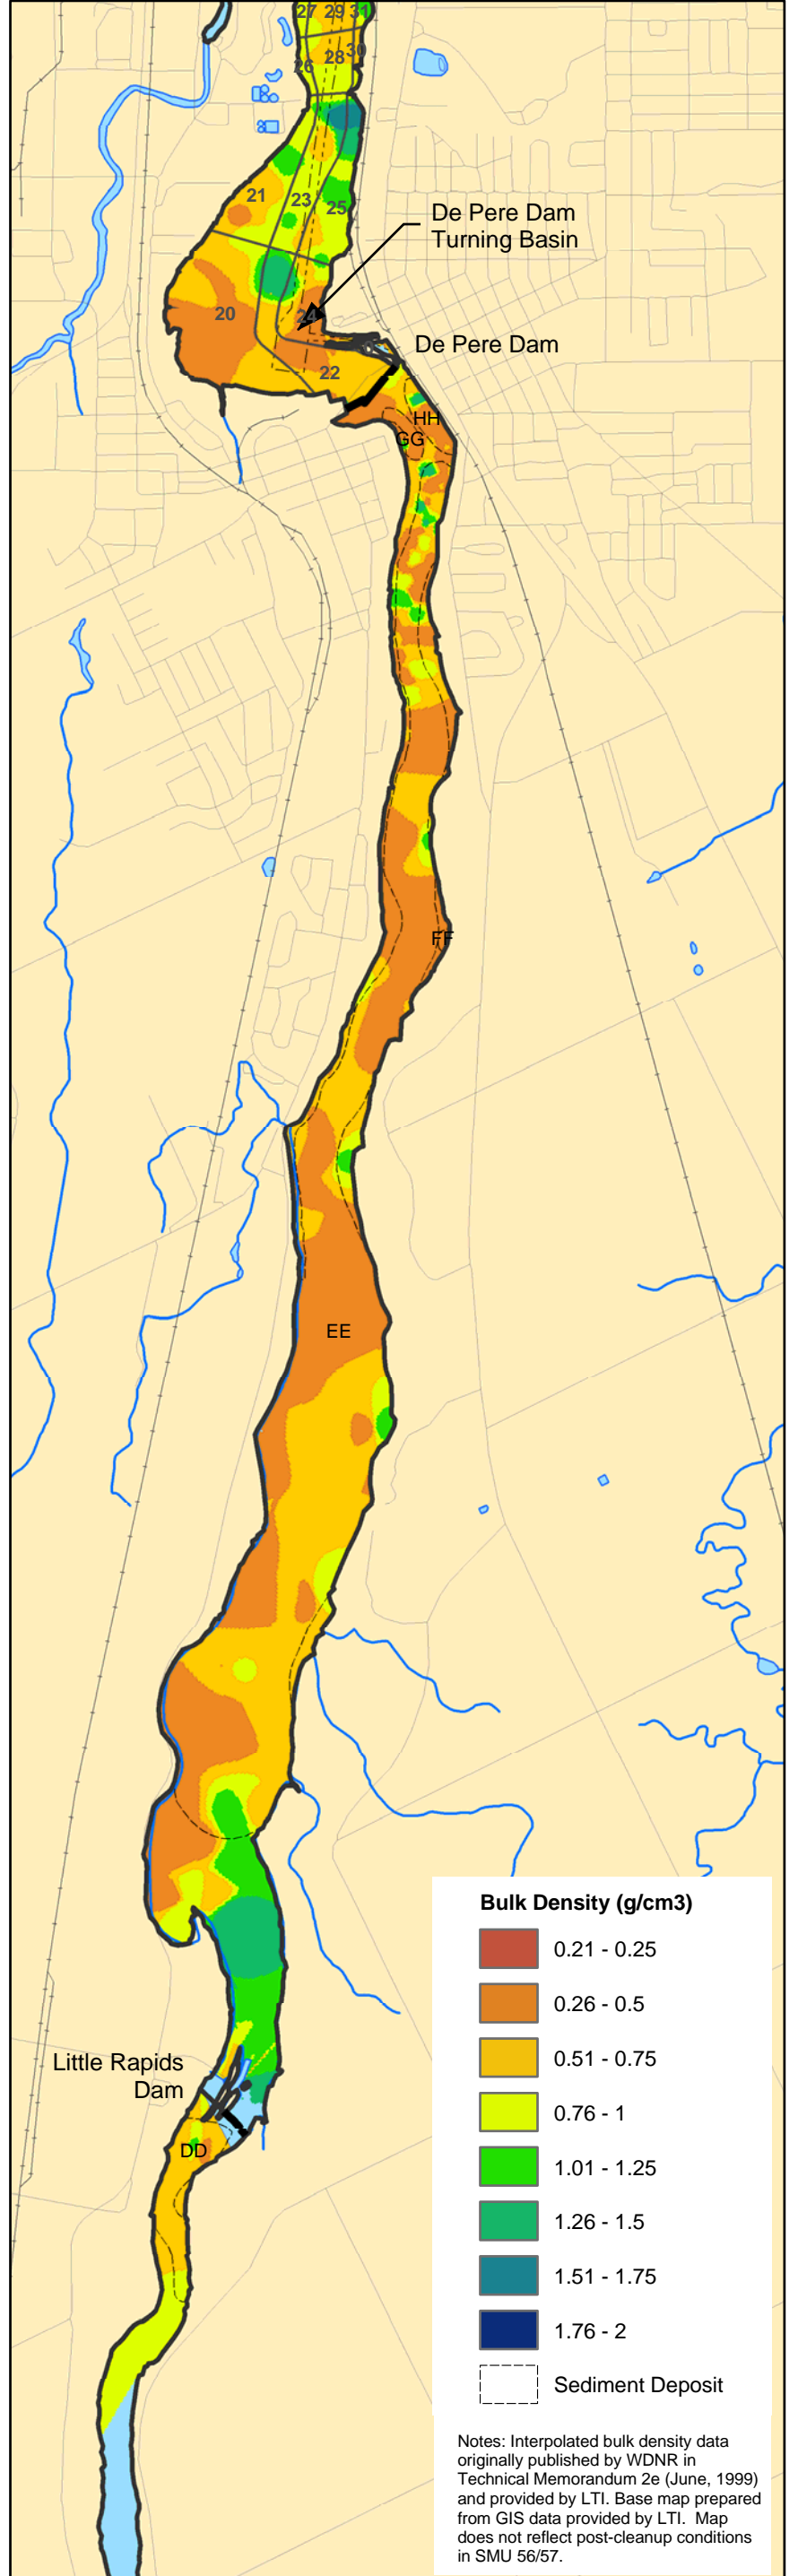 27 29 31
26 28 30
21 23 25
De Pere Dam
Turning Basin
20 24
De Pere Dam
22
HH
GG
FF
EE
Bulk Density (g/cm3)
0.21 - 0.25
0.26 - 0.5
0.51 - 0.75
0.76 - 1
1.01 - 1.25
1.26 - 1.5
1.51 - 1.75
1.76 - 2
Sediment Deposit
Little Rapids
Dam
DD
Notes: Interpolated bulk density data
originally published by WDNR in
Technical Memorandum 2e (June, 1999)
and provided by LTI. Base map prepared
from GIS data provided by LTI. Map
does not reflect post-cleanup conditions
in SMU 56/57.